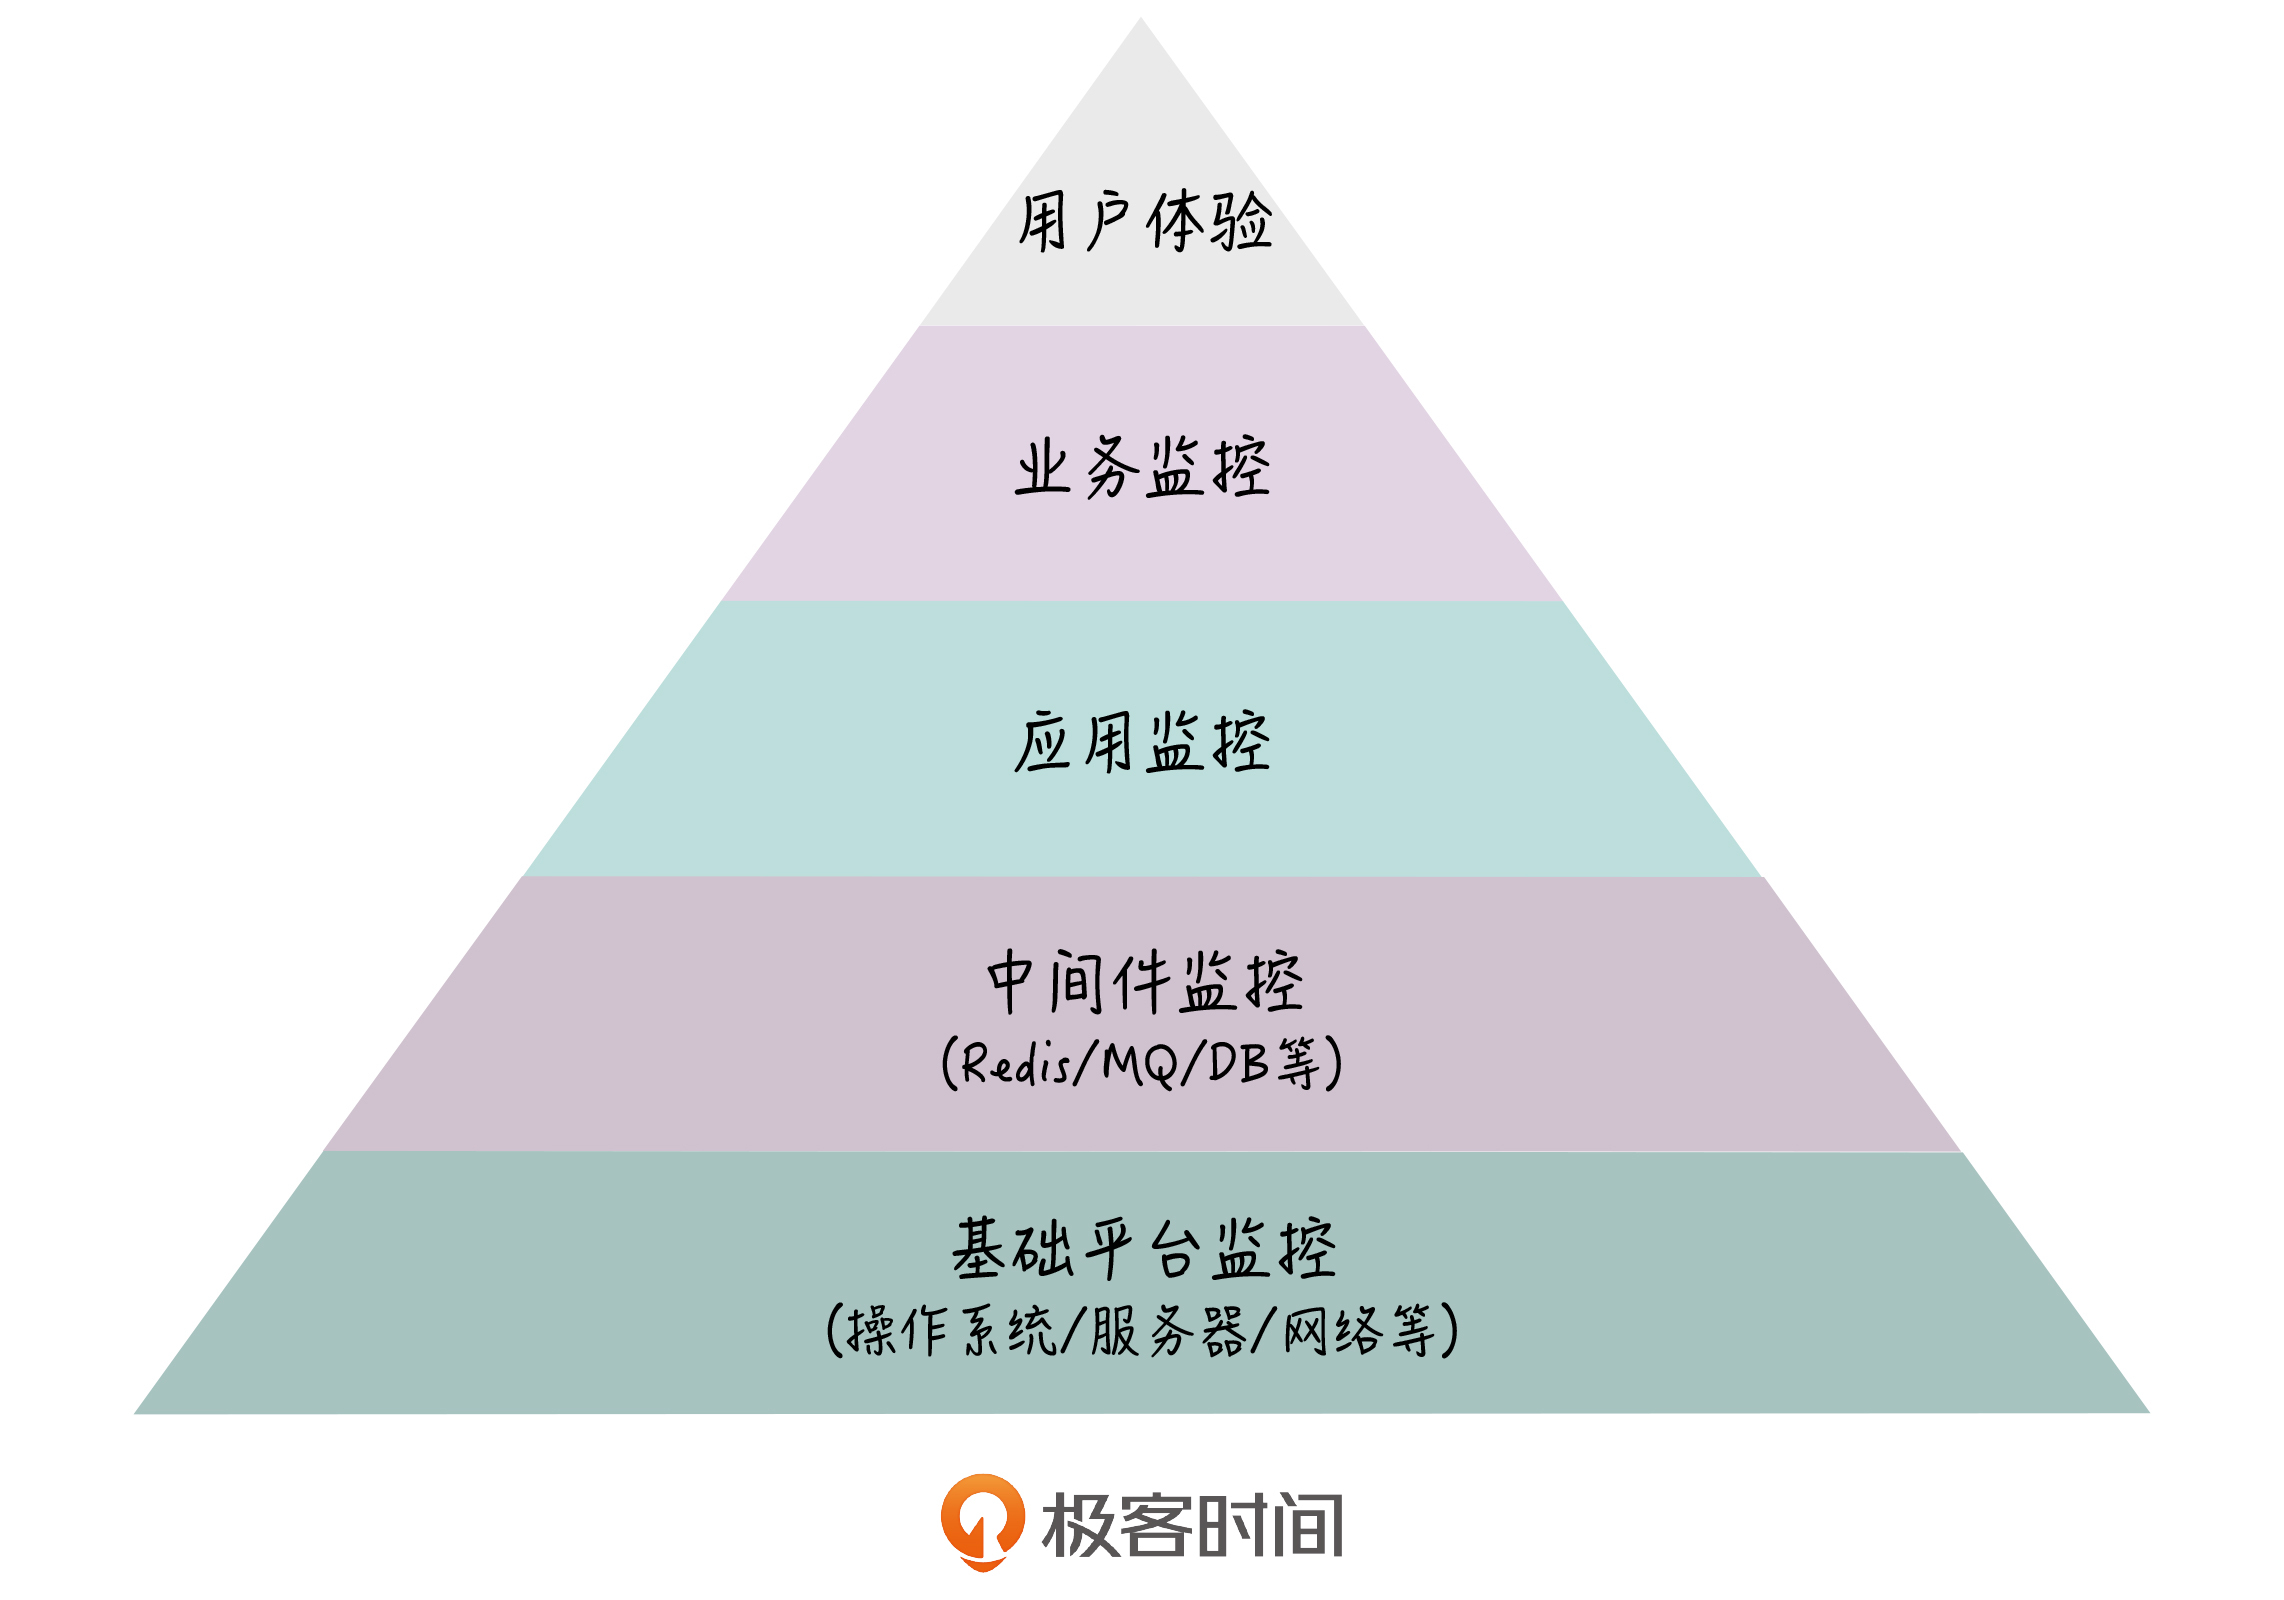 用户体验
业务监控
应用监控
中间件监控
(Redis/MQ/DB等)
基础平台监控
(操作系统/服务器/网络等)
极客时间